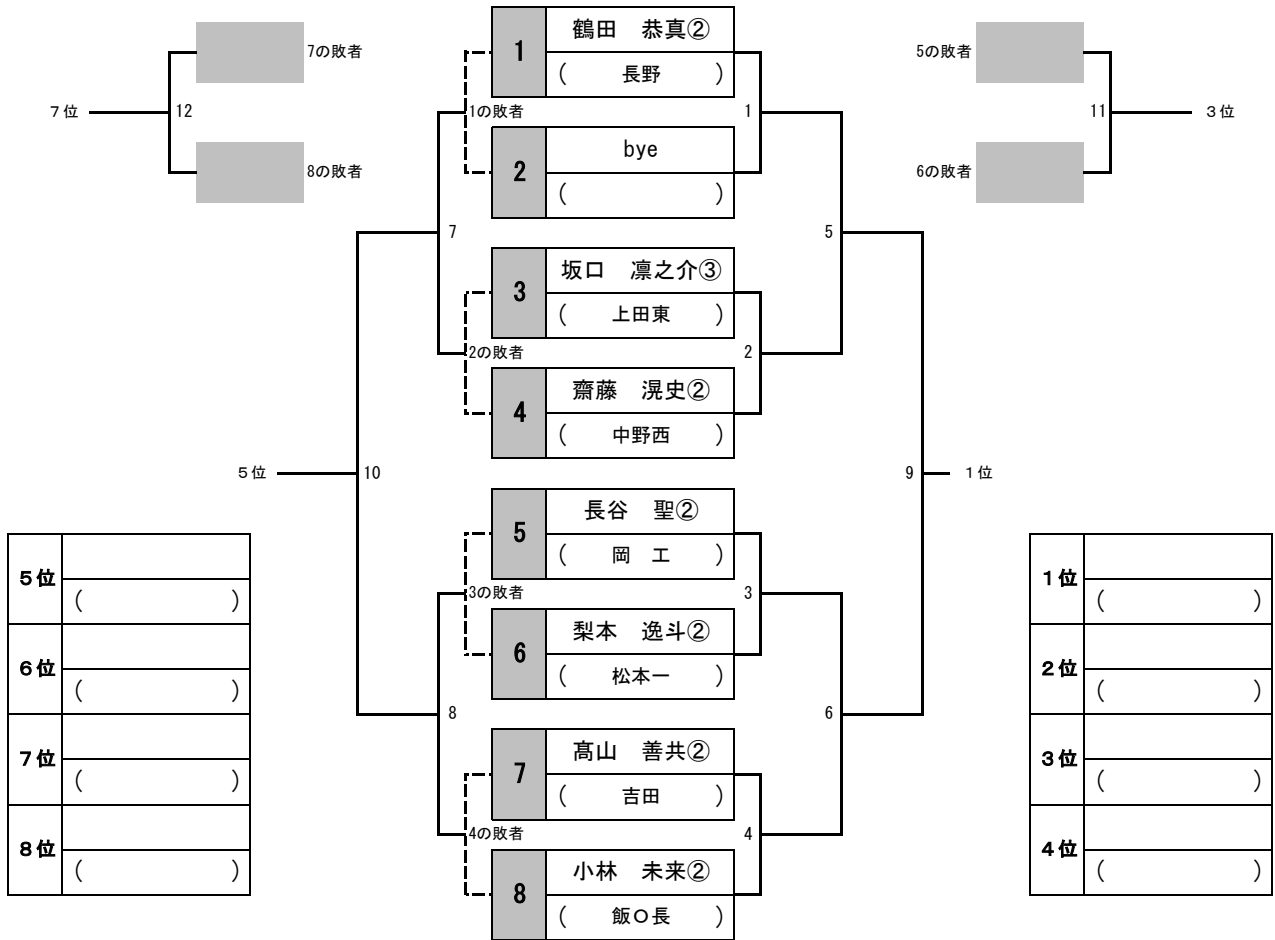 7の敗者
7位
12
8の敗者
5の敗者
11
3位
6の敗者
1
鶴田　恭真②
(　長野　)
1の敗者
1
2
bye
(　)
7
5
3
坂口　凛之介③
(　上田東　)
2の敗者
2
4
齋藤　滉史②
(　中野西　)
5位
10
9
1位
5
長谷　聖②
(　岡　工　)
3の敗者
3
6
梨本　逸斗②
(　松本一　)
8
6
7
髙山　善共②
(　吉田　)
4の敗者
4
8
小林　未来②
(　飯O長　)
5位
(　)
6位
(　)
7位
(　)
8位
(　)
1位
(　)
2位
(　)
3位
(　)
4位
(　)